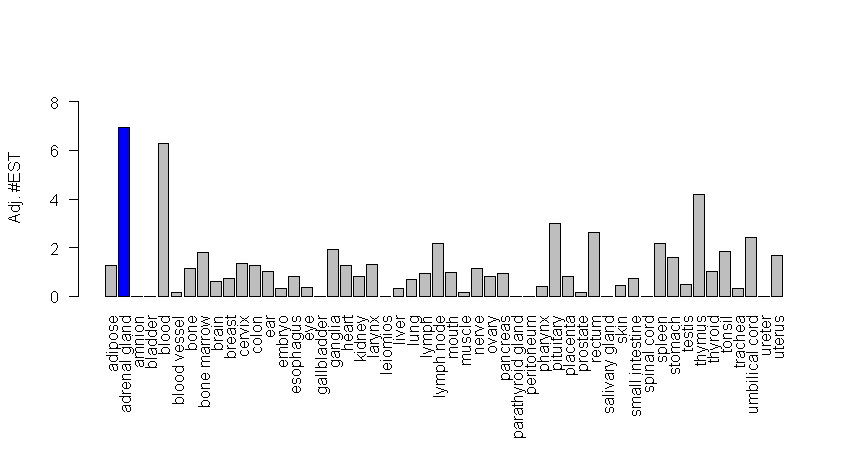 8
6
4
2
0
Adj. #EST
adipose
adrenal gland
amnion
bladder
blood
blood vessel
bone
bone marrow
brain
breast
cervix
colon
ear
embryo
esophagus
eye
gallbladder
ganglia
heart
kidney
larynx
leiomios
liver
lung
lymph
lymph node
mouth
muscle
nerve
ovary
pancreas
parathyroid gland
peritoneum
pharynx
pituitary
placenta
prostate
rectum
salivary gland
skin
small intestine
spinal cord
spleen
stomach
testis
thymus
thyroid
tonsil
trachea
umbilical cord
ureter
uterus